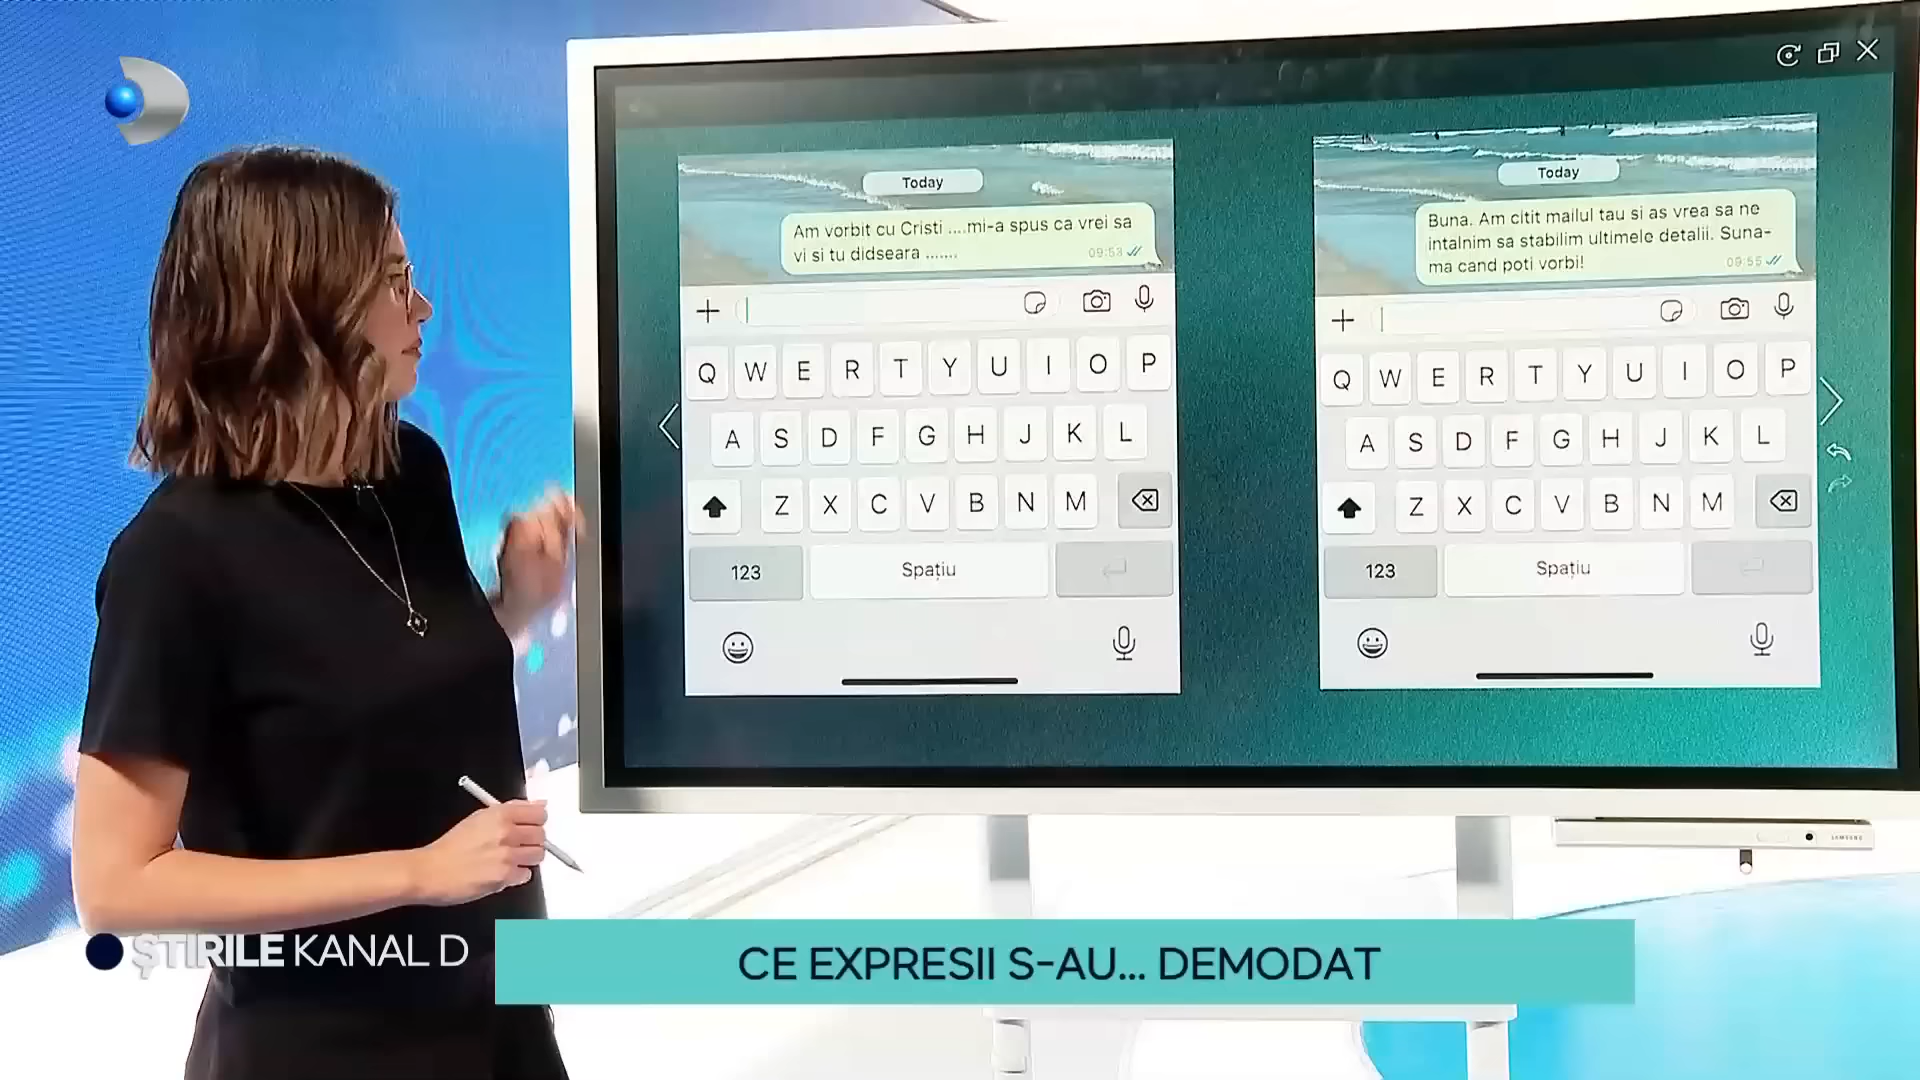 Today
Am vorbit cu Cristi ....mi-a spus ca vrei sa
vi si tu didseara .......
09:53
Q W E R T Y U I O P
A S D F G H J K L
Z X C V B N M
123 Spațiu
Today
Buna. Am citit mailul tau si as vrea sa ne
intalnim sa stabilim ultimele detalii. Suna-
ma cand poti vorbi!
09:55
Q W E R T Y U I O P
A S D F G H J K L
Z X C V B N M
123 Spațiu
SAMSUNG
ȘTIRILE KANAL D
CE EXPRESII S-AU... DEMODAT